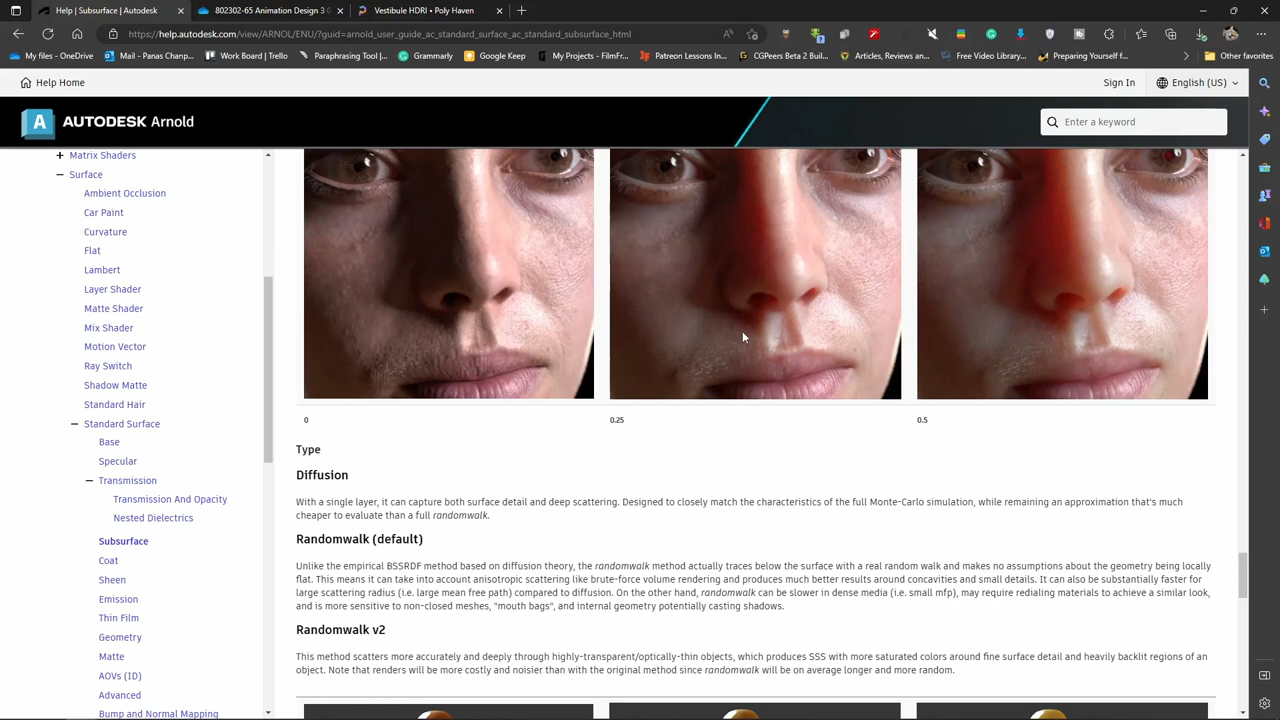 Help | Subsurface | Autodesk
802302-65 Animation Design 3 (
Vestibule HDRI • Poly Haven
https://help.autodesk.com/view/ARNOL/ENU/?guid=arnold_user_guide_ac_standard_surface_ac_standard_subsurface_html
My files - OneDrive
Mail - Panas Chanp...
Work Board | Trello
Paraphrasing Tool |...
Grammarly
Google Keep
My Projects - FilmFr...
Patreon Lessons In...
CGPeers Beta 2 Buil...
Articles, Reviews an...
Free Video Library...
Preparing Yourself f...
Other favorites
Help Home
Sign In
English (US)
A
AUTODESK Arnold
Enter a keyword
Matrix Shaders
Surface
Ambient Occlusion
Car Paint
Curvature
Flat
Lambert
Layer Shader
Matte Shader
Mix Shader
Motion Vector
Ray Switch
Shadow Matte
Standard Hair
Standard Surface
Base
Specular
Transmission
Transmission And Opacity
Nested Dielectrics
Subsurface
Coat
Sheen
Emission
Thin Film
Geometry
Matte
AOVs (ID)
Advanced
Bump and Normal Mapping
0
0.25
0.5
Type
Diffusion
With a single layer, it can capture both surface detail and deep scattering. Designed to closely match the characteristics of the full Monte-Carlo simulation, while remaining an approximation that's much
cheaper to evaluate than a full randomwalk.
Randomwalk (default)
Unlike the empirical BSSRDF method based on diffusion theory, the randomwalk method actually traces below the surface with a real random walk and makes no assumptions about the geometry being locally
flat. This means it can take into account anisotropic scattering like brute-force volume rendering and produces much better results around concavities and small details. It can also be substantially faster for
large scattering radius (i.e. large mean free path) compared to diffusion. On the other hand, randomwalk can be slower in dense media (i.e. small mfp), may require redialing materials to achieve a similar look,
and is more sensitive to non-closed meshes, "mouth bags", and internal geometry potentially casting shadows.
Randomwalk v2
This method scatters more accurately and deeply through highly-transparent/optically-thin objects, which produces SSS with more saturated colors around fine surface detail and heavily backlit regions of an
object. Note that renders will be more costly and noisier than with the original method since randomwalk will be on average longer and more random.